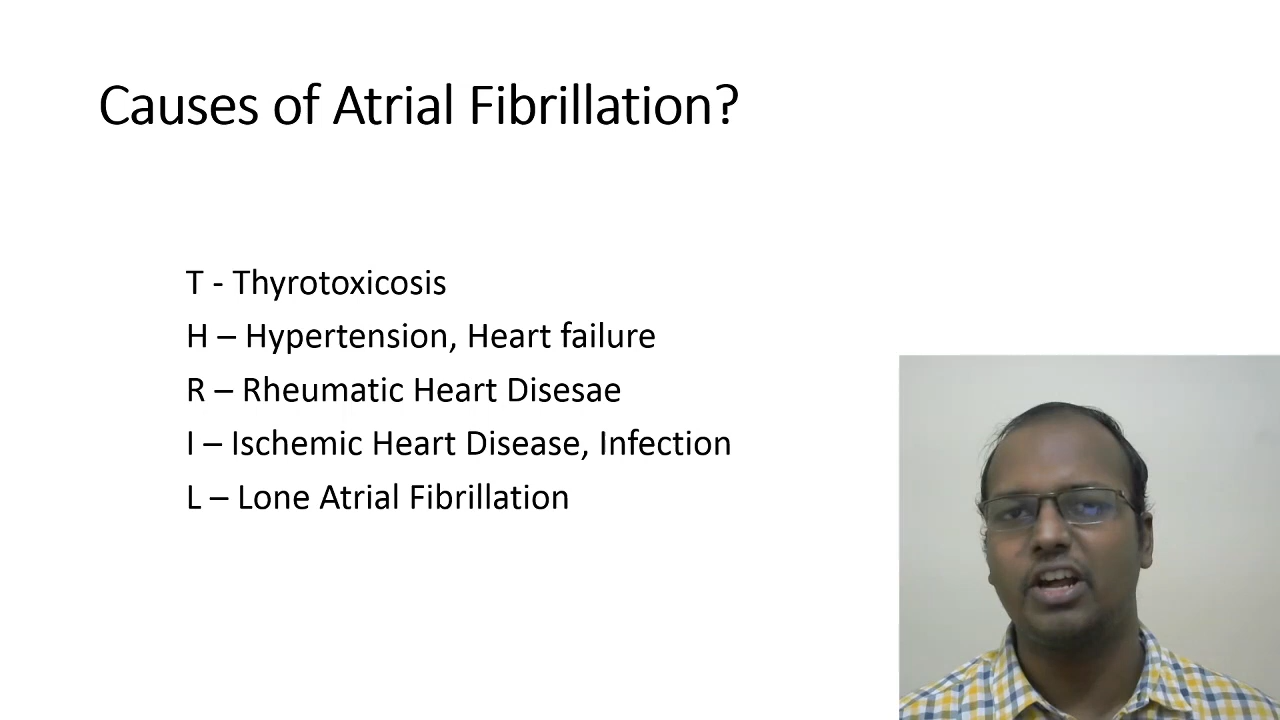 Causes of Atrial Fibrillation?
T - Thyrotoxicosis
H – Hypertension, Heart failure
R – Rheumatic Heart Disesae
I – Ischemic Heart Disease, Infection
L – Lone Atrial Fibrillation